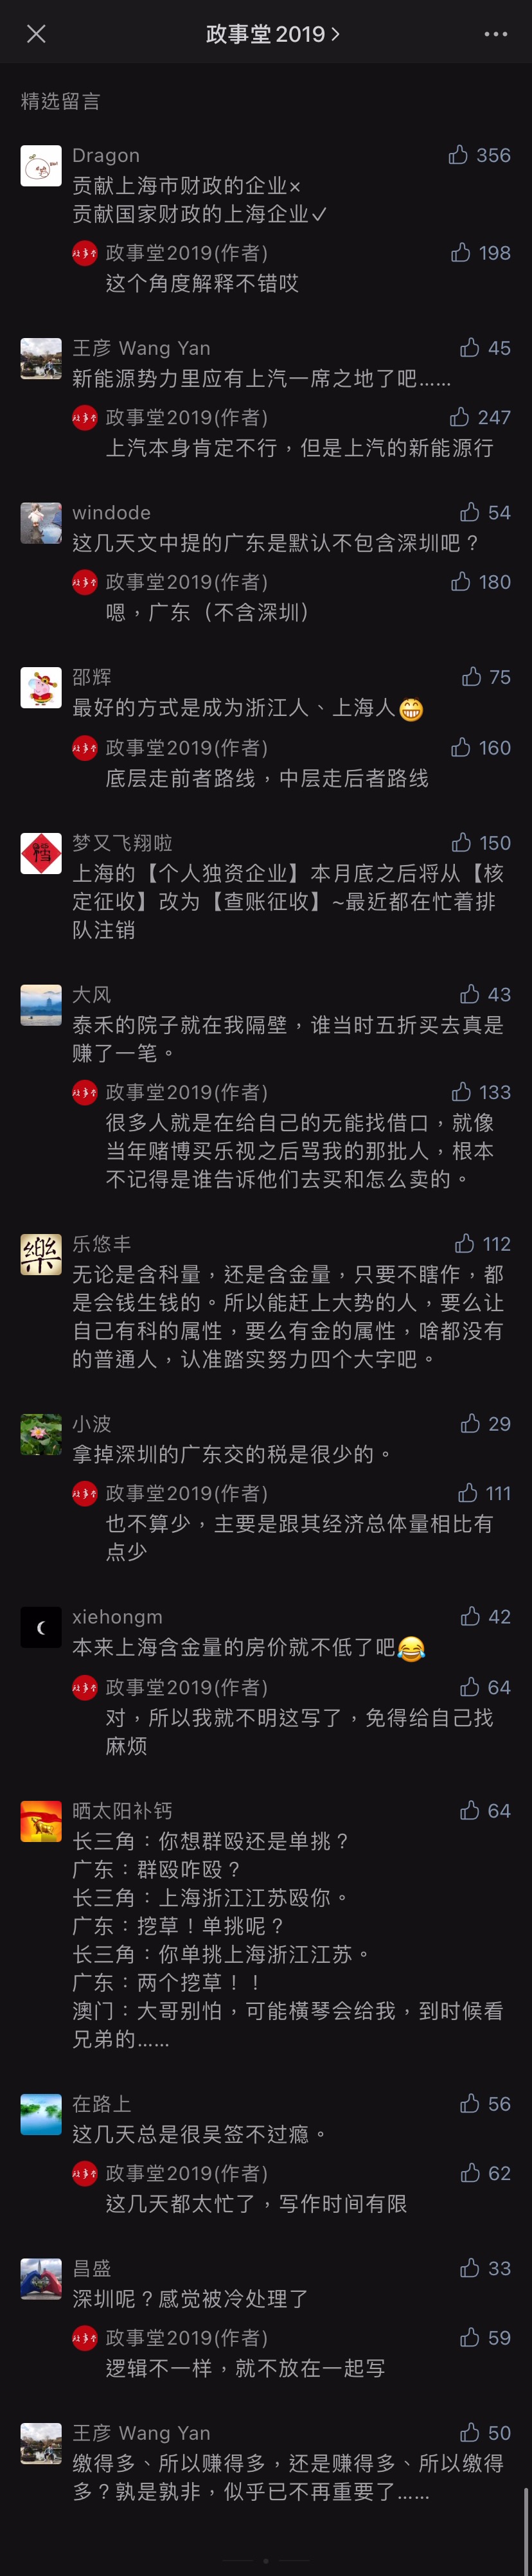 政事堂2019
精选留言
Dragon
356
贡献上海市财政的企业×
贡献国家财政的上海企业✓
政事堂2019(作者)
198
这个角度解释不错哎
王彦 Wang Yan
45
新能源势力里应有上汽一席之地了吧……
政事堂2019(作者)
247
上汽本身肯定不行，但是上汽的新能源行
windode
54
这几天文中提的广东是默认不包含深圳吧？
政事堂2019(作者)
180
嗯，广东（不含深圳）
邵辉
75
最好的方式是成为浙江人、上海人😁
政事堂2019(作者)
160
底层走前者路线，中层走后者路线
梦又飞翔啦
150
上海的【个人独资企业】本月底之后将从【核
定征收】改为【查账征收】~最近都在忙着排
队注销
大风
43
泰禾的院子就在我隔壁，谁当时五折买去真是
赚了一笔。
政事堂2019(作者)
133
很多人就是在给自己的无能找借口，就像
当年赌博买乐视之后骂我的那批人，根本
不记得是谁告诉他们去买和怎么卖的。
樂
乐悠丰
112
无论是含科量，还是含金量，只要不瞎作，都
是会钱生钱的。所以能赶上大势的人，要么让
自己有科的属性，要么有金的属性，啥都没有
的普通人，认准踏实努力四个大字吧。
小波
29
拿掉深圳的广东交的税是很少的。
政事堂2019(作者)
111
也不算少，主要是跟其经济总体量相比有
点少
xiehongm
42
本来上海含金量的房价就不低了吧😂
政事堂2019(作者)
64
对，所以我就不明这写了，免得给自己找
麻烦
晒太阳补钙
64
长三角：你想群殴还是单挑？
广东：群殴咋殴？
长三角：上海浙江江苏殴你。
广东：挖草！单挑呢？
长三角：你单挑上海浙江江苏。
广东：两个挖草！！
澳门：大哥别怕，可能横琴会给我，到时候看
兄弟的……
在路上
56
这几天总是很吴签不过瘾。
政事堂2019(作者)
62
这几天都太忙了，写作时间有限
昌盛
33
深圳呢？感觉被冷处理了
政事堂2019(作者)
59
逻辑不一样，就不放在一起写
王彦 Wang Yan
50
缴得多、所以赚得多，还是赚得多、所以缴得
多？孰是孰非，似乎已不再重要了……